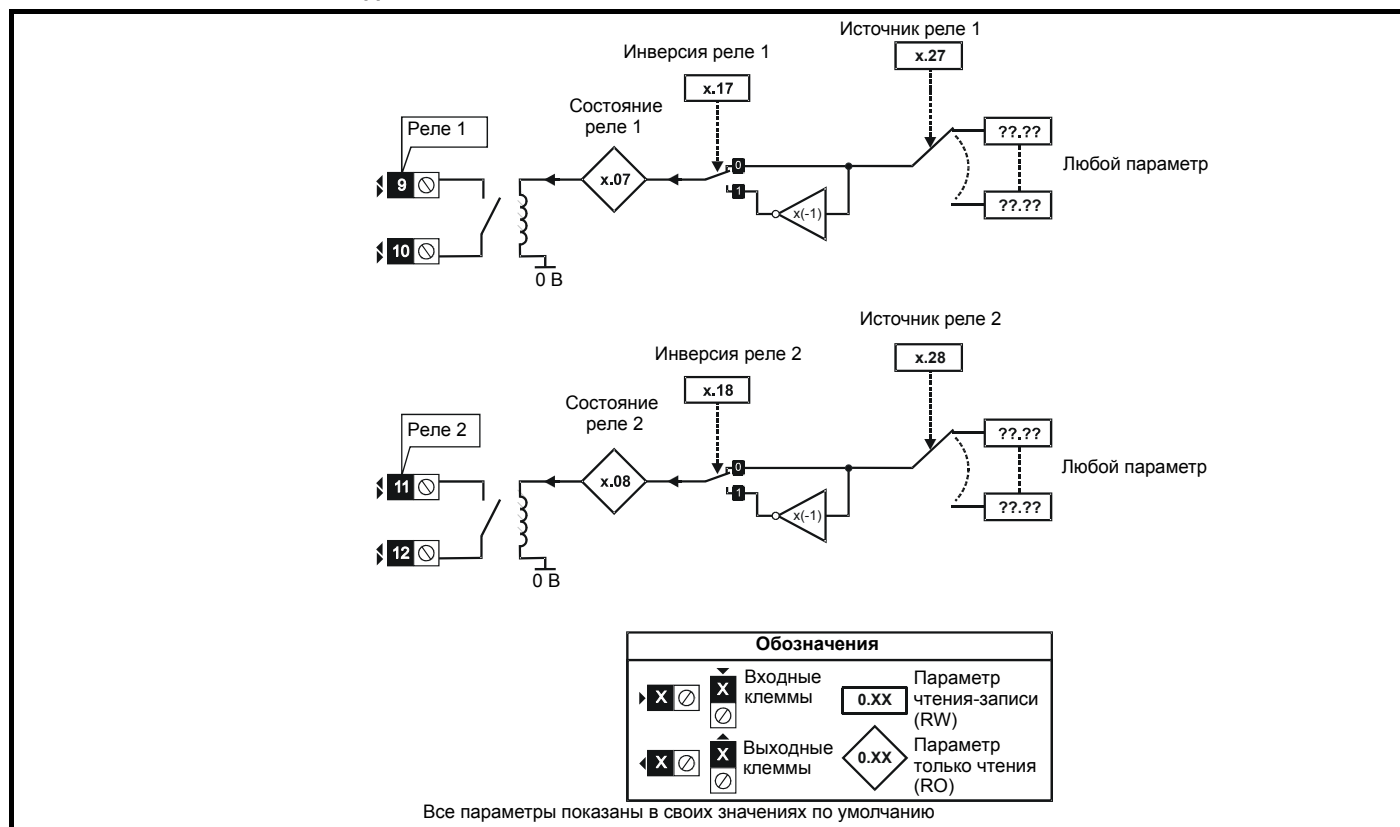 Источник реле 1
x.27
Инверсия реле 1
x.17
Состояние
реле 1
Реле 1
9
10
x.07
0
1
x(-1)
??.??
Любой параметр
??.??
0 В
Источник реле 2
x.28
Инверсия реле 2
x.18
Состояние
реле 2
Реле 2
11
12
x.08
0
1
x(-1)
??.??
Любой параметр
??.??
0 В
Обозначения
X
X
Входные
клеммы
0.XX
Параметр
чтения-записи
(RW)
X
X
Выходные
клеммы
0.XX
Параметр
только чтения
(RO)
Все параметры показаны в своих значениях по умолчанию